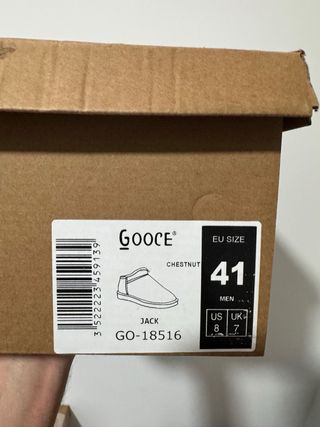 GOOCE®
EU SIZE
CHESTNUT
41
MEN
US 8
UK 7
JACK
GO-18516
3522223459139